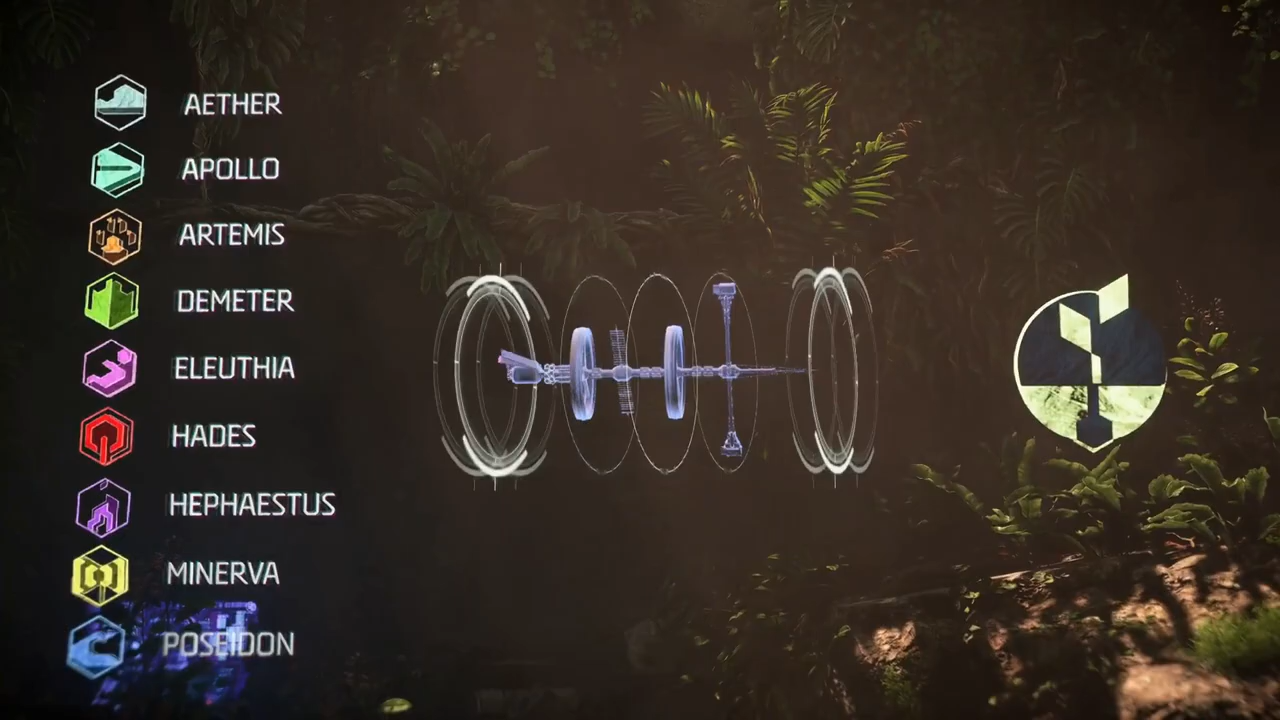 AETHER
APOLLO
ARTEMIS
DEMETER
ELEUTHIA
HADES
HEPHAESTUS
MINERVA
POSEIDON